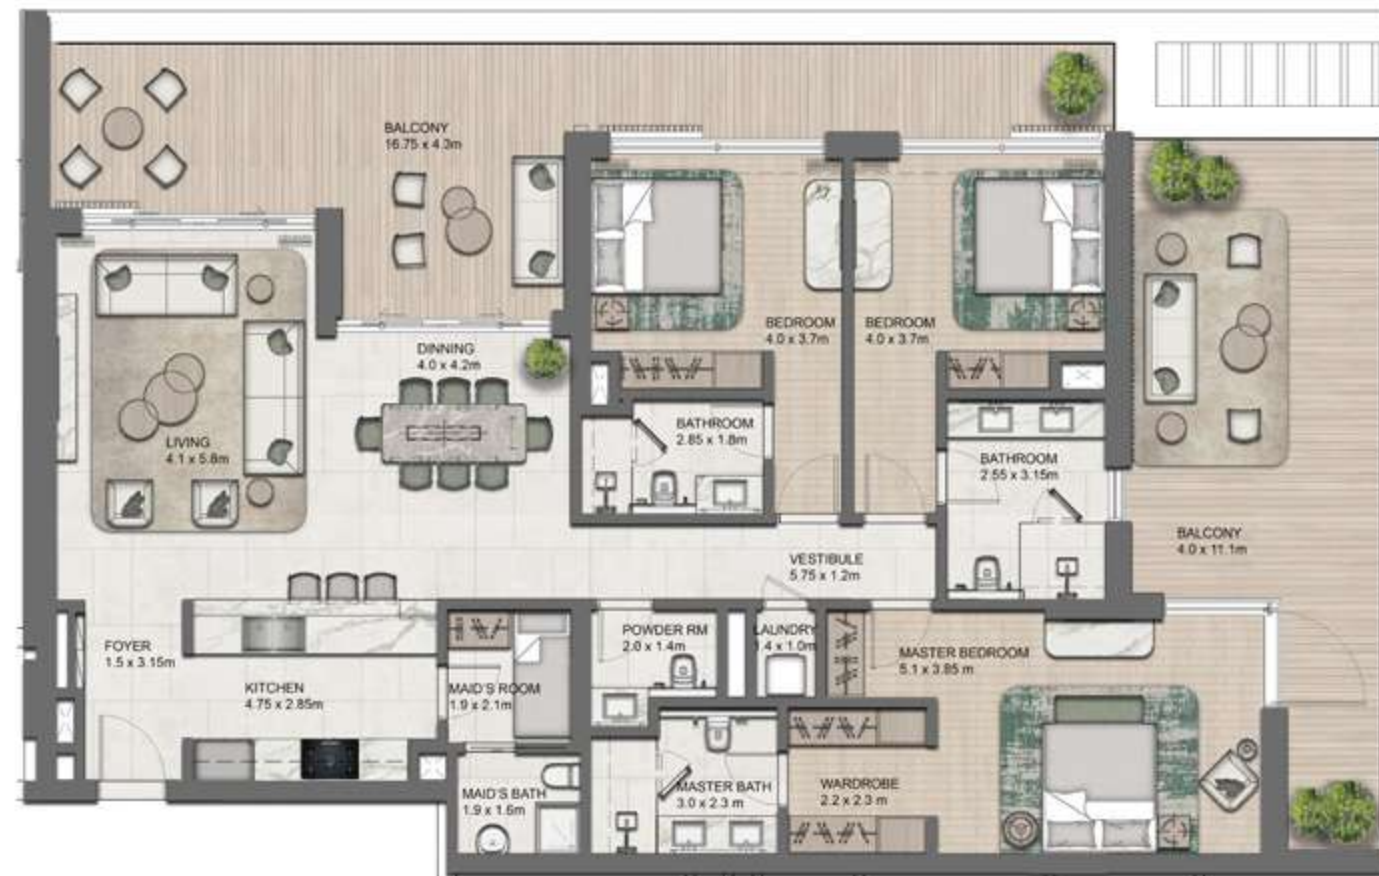 BALCONY
16.75 x 4.3m
BEDROOM
4.0 x 3.7m
BEDROOM
4.0 x 3.7m
DINNING
4.0 x 4.2m
LIVING
4.1 x 5.8m
BATHROOM
2.85 x 1.8m
BATHROOM
2.55 x 3.15m
BALCONY
4.0 x 11.1m
VESTIBULE
5.75 x 1.2m
FOYER
1.5 x 3.15m
POWDER RM
2.0 x 1.4m
LAUNDRY
1.4 x 1.0m
MASTER BEDROOM
5.1 x 3.85 m
KITCHEN
4.75 x 2.85m
MAID'S ROOM
1.9 x 2.1m
MAID'S BATH
1.9 x 1.6m
MASTER BATH
3.0 x 2.3 m
WARDROBE
2.2 x 2.3 m